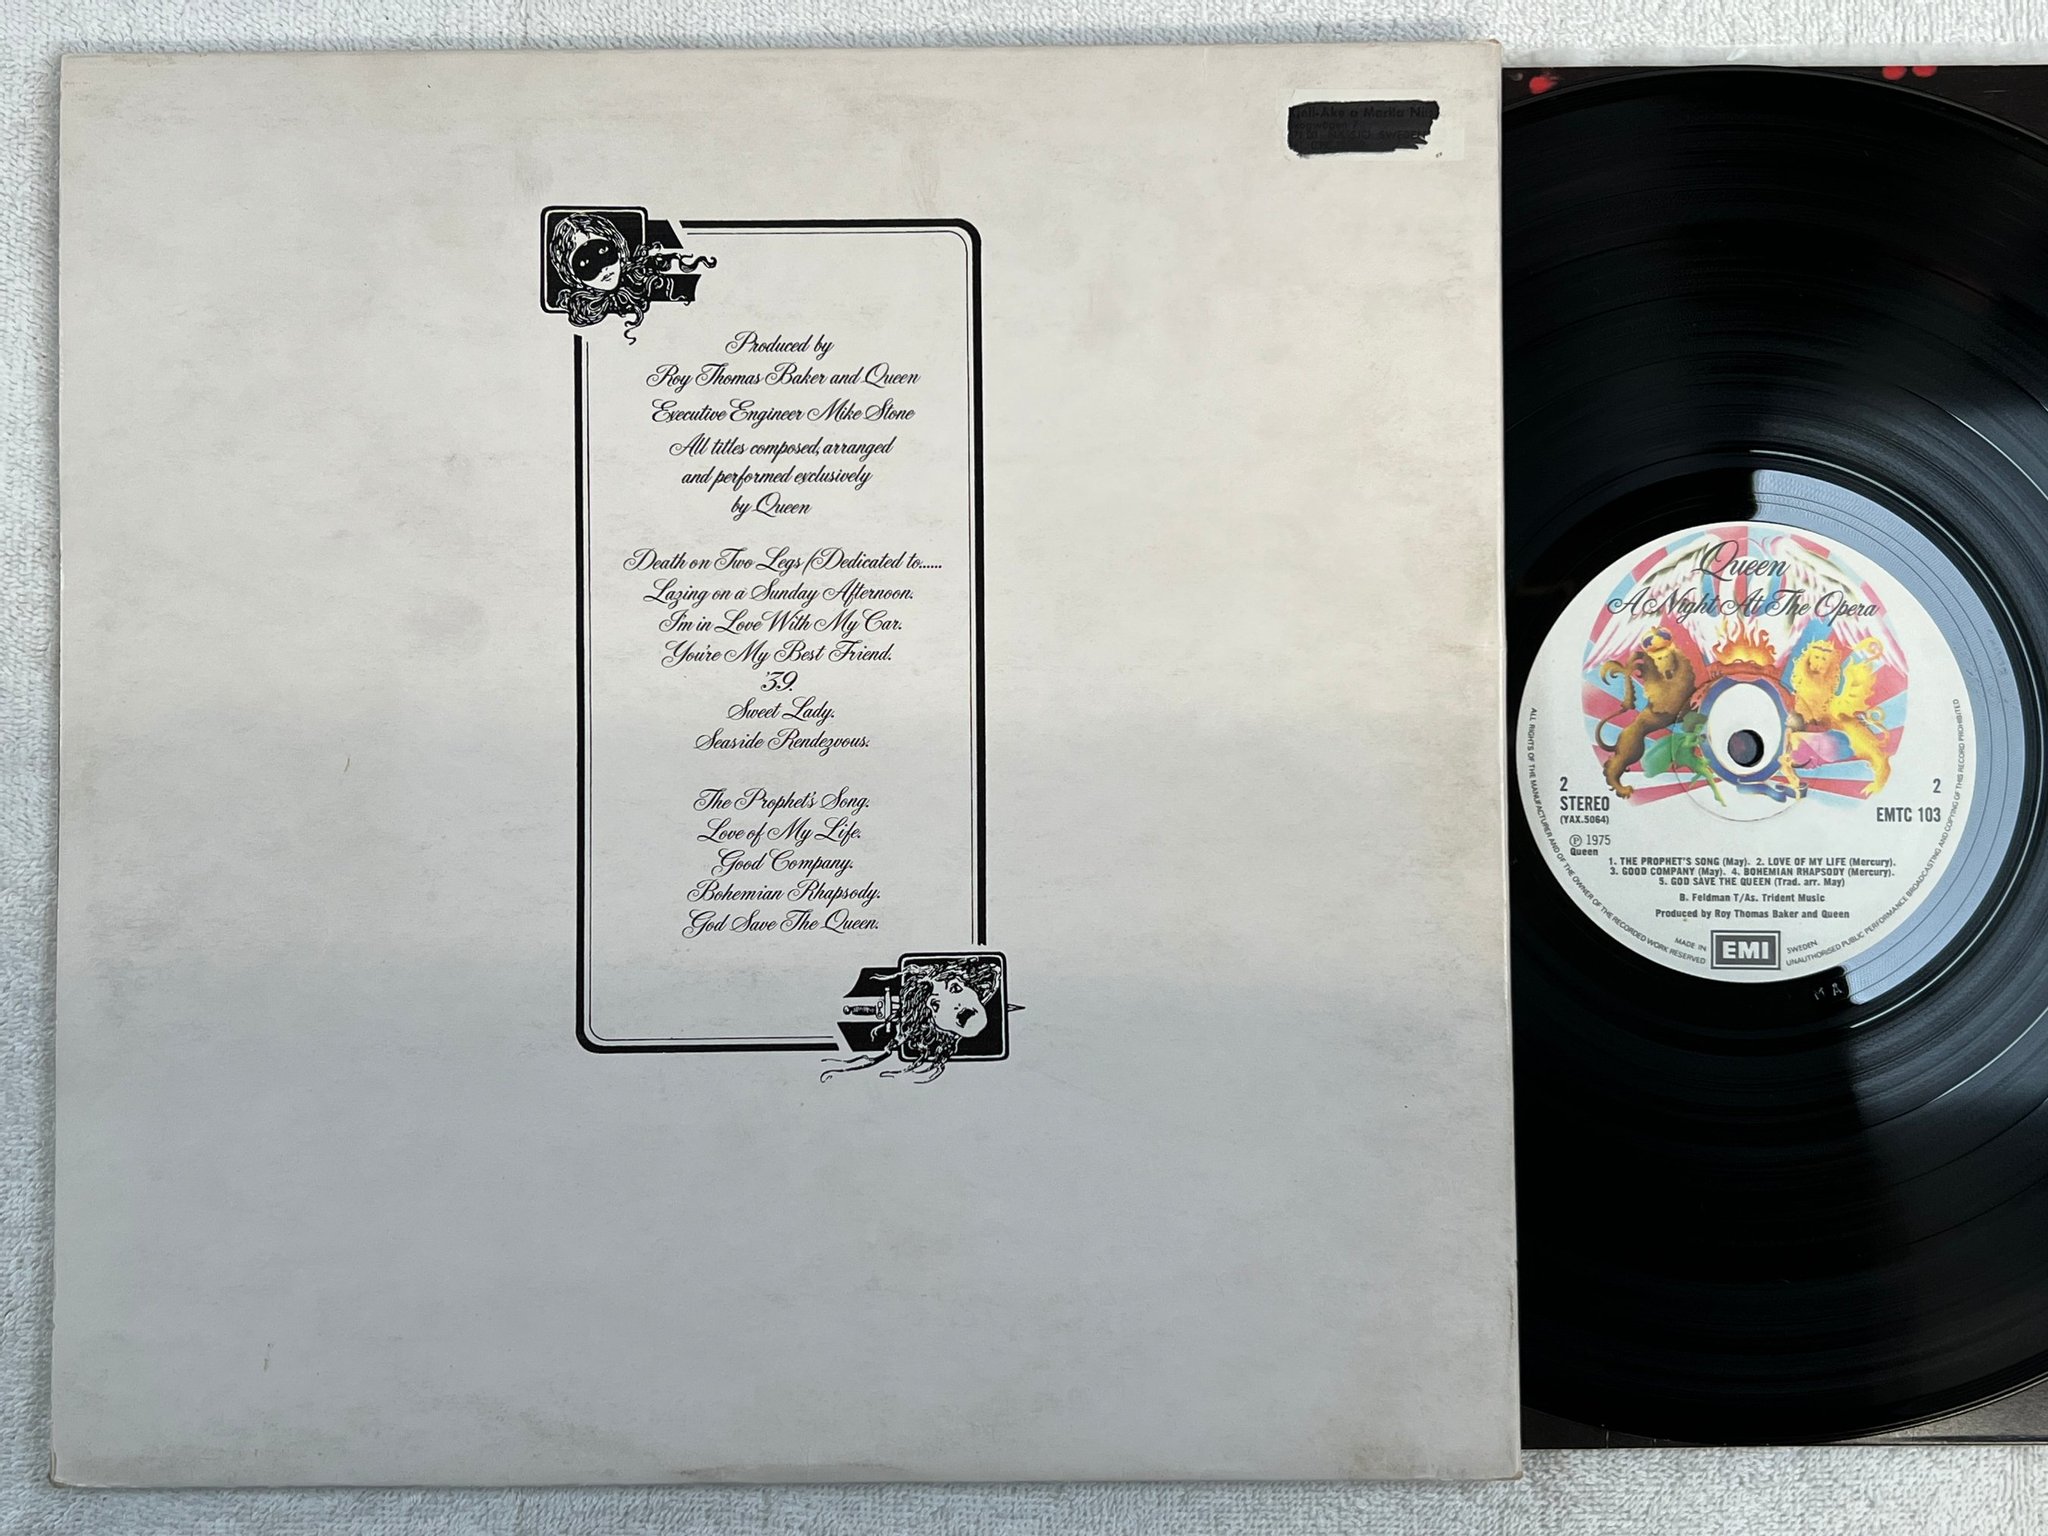 Produced by
Roy Thomas Baker and Queen
Executive Engineer Mike Stone
All titles composed, arranged
and performed exclusively
by Queen
Death on Two Legs (Dedicated to......
Lazing on a Sunday Afternoon.
I'm in Love With My Car.
You're My Best Friend.
'39.
Sweet Lady.
Seaside Rendezvous.
The Prophet's Song.
Love of My Life.
Good Company.
Bohemian Rhapsody.
God Save The Queen.
Queen
A Night At The Opera
2
STEREO
(YAX.5064)
Ⓟ 1975
Queen
2
EMTC 103
1. THE PROPHET'S SONG (May). 2. LOVE OF MY LIFE (Mercury).
3. GOOD COMPANY (May). 4. BOHEMIAN RHAPSODY (Mercury).
5. GOD SAVE THE QUEEN (Trad. arr. May)
B. Feldman T/As. Trident Music
Produced by Roy Thomas Baker and Queen
MADE IN EMI SWEDEN
ALL RIGHTS OF THE MANUFACTURER AND OF THE OWNER OF THE RECORDED WORK RESERVED
UNAUTHORISED PUBLIC PERFORMANCE BROADCASTING AND COPYING OF THIS RECORD PROHIBITED